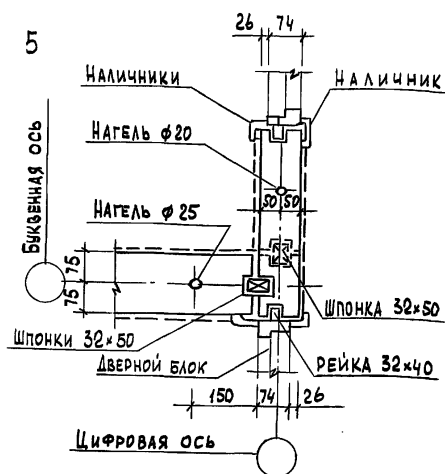 5
26 74
Наличники
Наличник
Нагель ф20
50 50
Буквенная ось
Нагель ф25
75
75
Шпонка 32×50
Шпонки 32×50
Дверной блок
Рейка 32×40
150 74 26
Цифровая ось